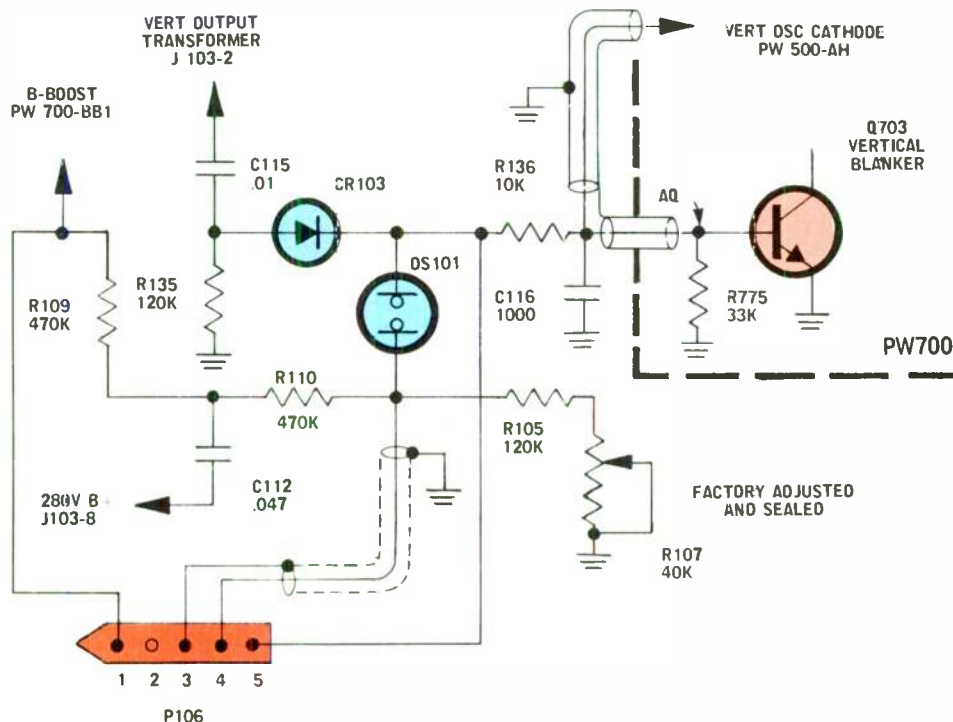 VERT OUTPUT
TRANSFORMER
J 103-2
VERT OSC CATHODE
PW 500-AH
B-BOOST
PW 700-BB1
Q703
VERTICAL
BLANKER
C115
.01
CR103
R136
10K
AQ
DS101
R109
470K
R135
120K
C116
1000
R775
33K
PW700
R110
470K
R105
120K
280V B
J103-8
C112
.047
FACTORY ADJUSTED
AND SEALED
R107
40K
1 2 3 4 5
P106